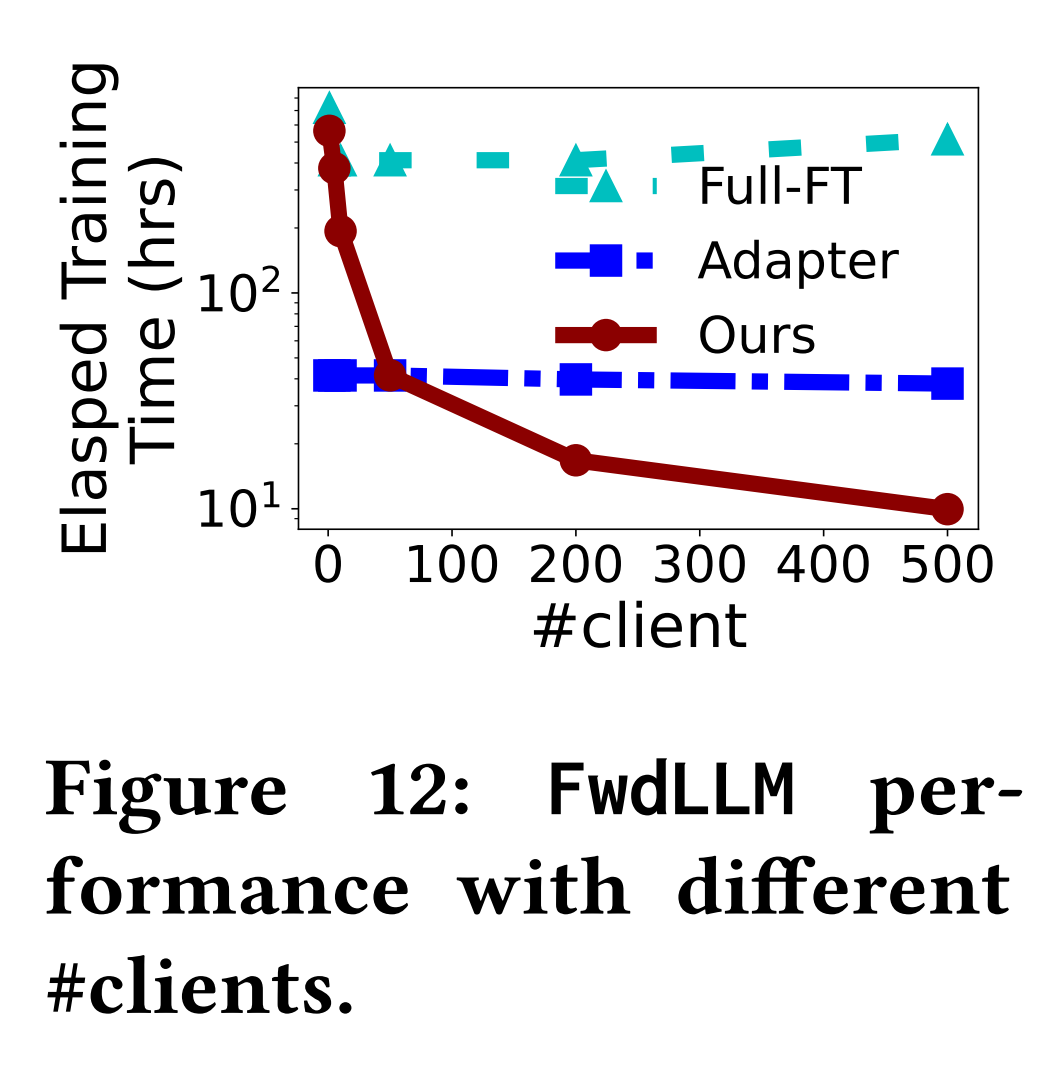 Elasped Training
Time (hrs)
10²
10¹
Full-FT
Adapter
Ours
0 100 200 300 400 500
#client
Figure 12: FwdLLM per-
formance with different
#clients.